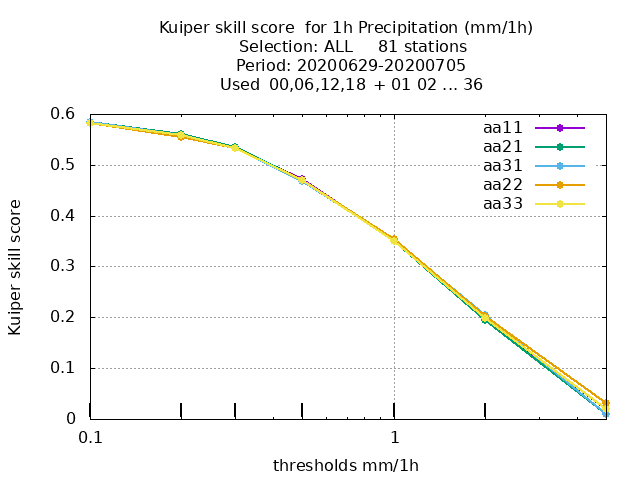 Kuiper skill score  for 1h Precipitation (mm/1h)
Selection: ALL     81 stations
Period: 20200629-20200705
Used  00,06,12,18  + 01 02 ... 36
0.6
0.5
0.4
0.3
0.2
0.1
0
Kuiper skill score
aa11
aa21
aa31
aa22
aa33
0.1
1
thresholds mm/1h